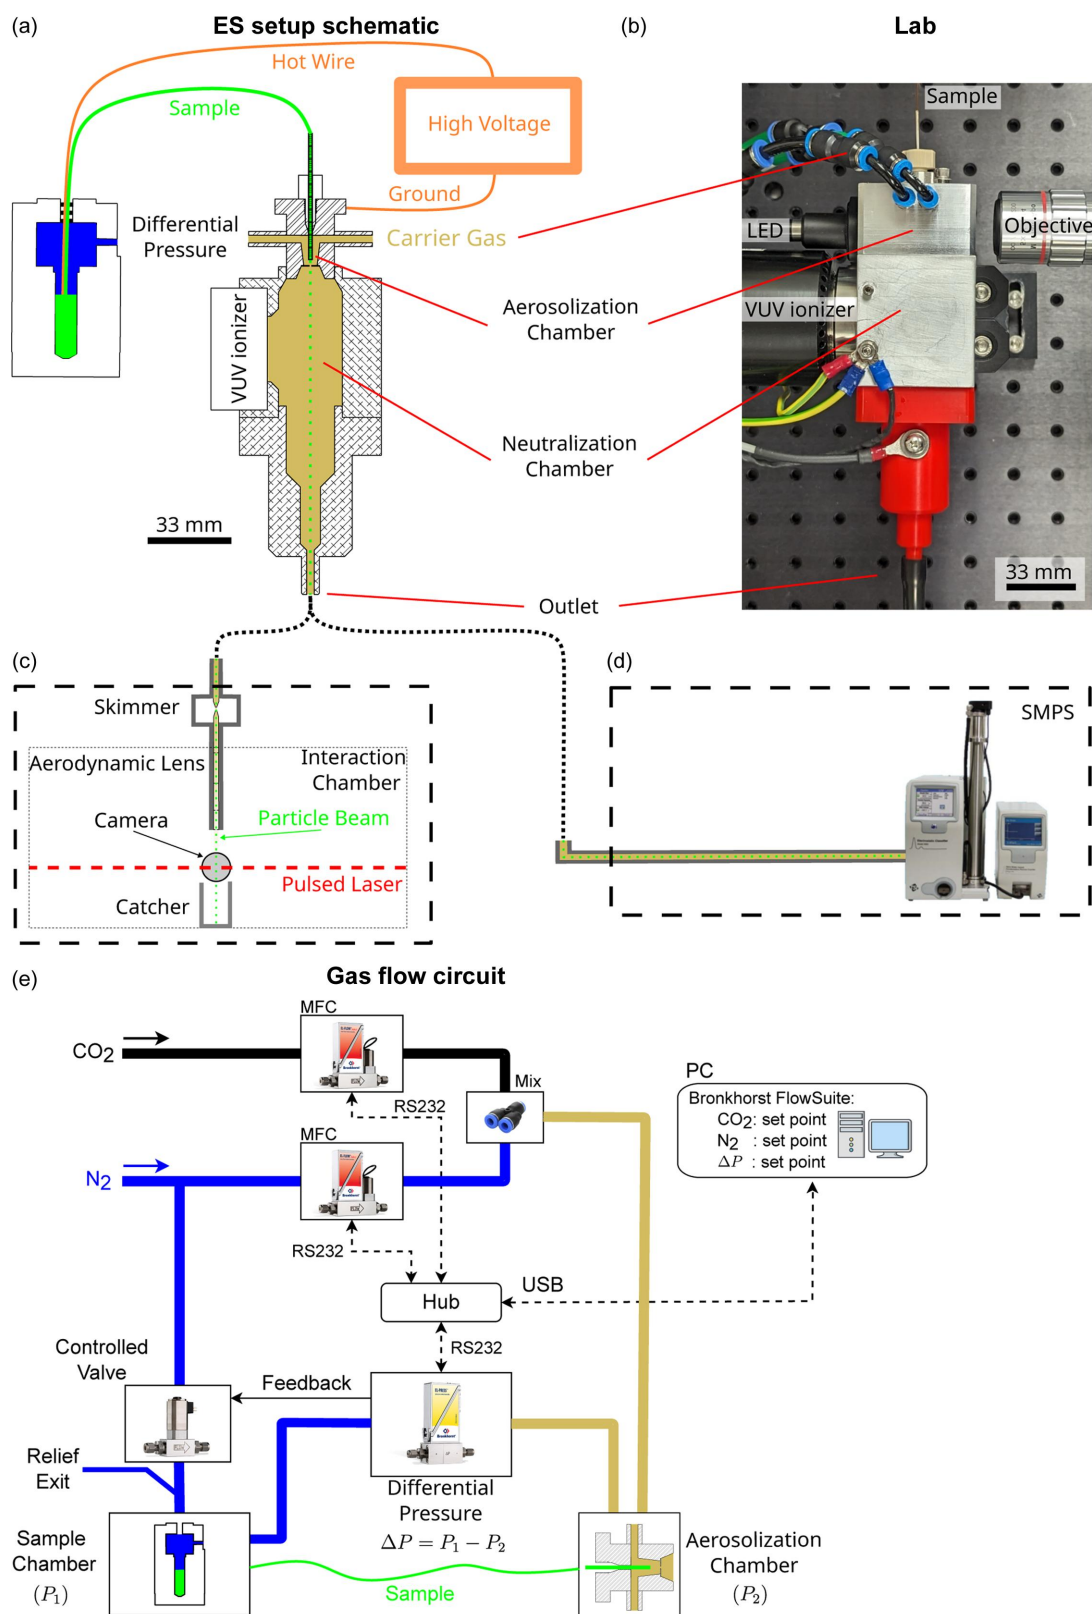 (a)
ES setup schematic
(b)
Lab
Hot Wire
Sample
High Voltage
Ground
Differential
Pressure
Carrier Gas
VUV ionizer
Aerosolization
Chamber
Neutralization
Chamber
33 mm
Outlet
Sample
LED
Objective
VUV ionizer
33 mm
(c)
Skimmer
Aerodynamic Lens
Interaction
Chamber
Camera
Particle Beam
Pulsed Laser
Catcher
(d)
SMPS
(e)
Gas flow circuit
MFC
CO2
RS232
Mix
MFC
N2
RS232
PC
Bronkhorst FlowSuite:
CO2: set point
N2 : set point
ΔP : set point
Hub
USB
RS232
Controlled
Valve
Feedback
Relief
Exit
Differential
Pressure
ΔP = P1 − P2
Sample
Chamber
(P1)
Sample
Aerosolization
Chamber
(P2)